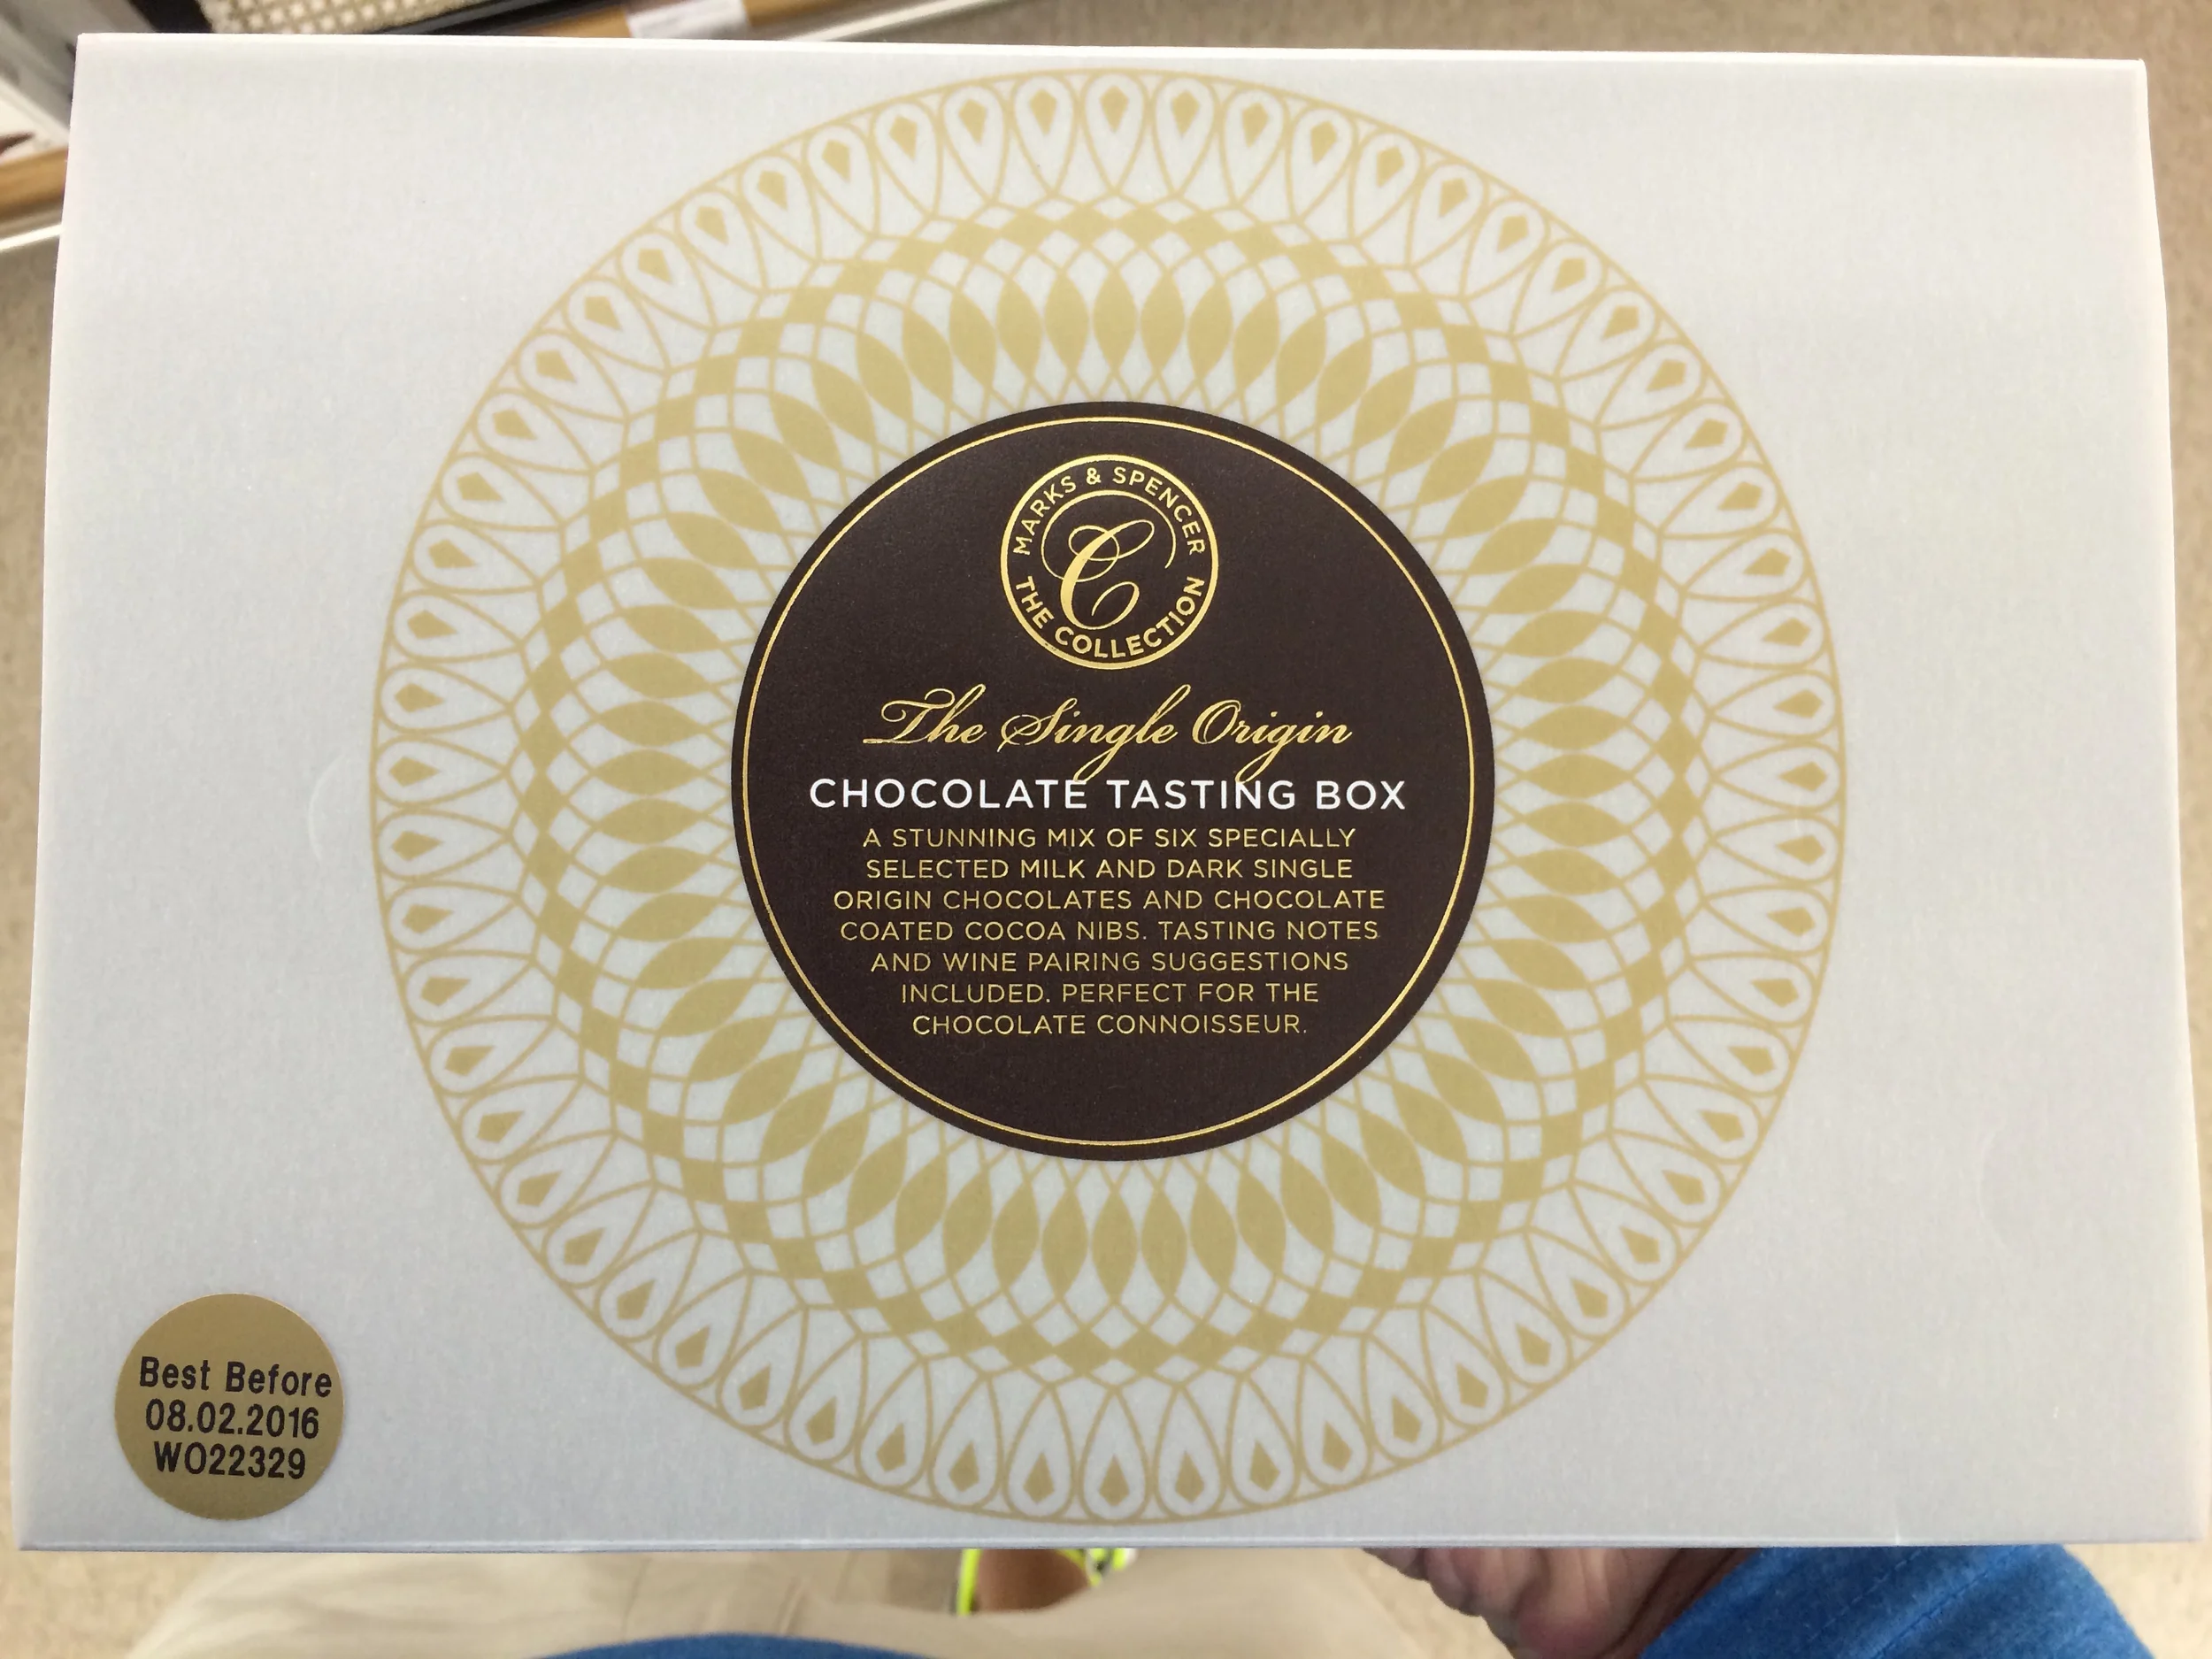 MARKS & SPENCER
C
THE COLLECTION
The Single Origin
CHOCOLATE TASTING BOX
A STUNNING MIX OF SIX SPECIALLY
SELECTED MILK AND DARK SINGLE
ORIGIN CHOCOLATES AND CHOCOLATE
COATED COCOA NIBS. TASTING NOTES
AND WINE PAIRING SUGGESTIONS
INCLUDED. PERFECT FOR THE
CHOCOLATE CONNOISSEUR.
Best Before
08.02.2016
WO22329